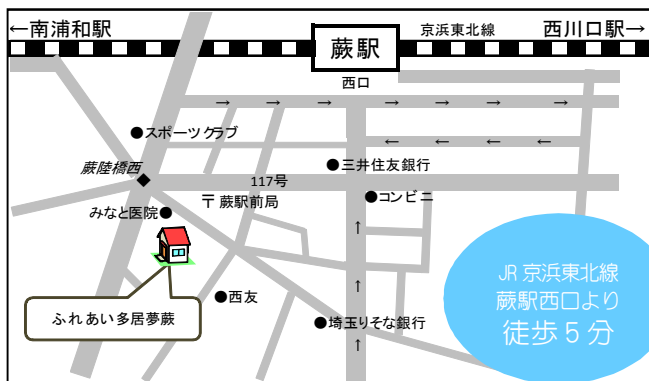 ←南浦和駅
蕨駅
京浜東北線
西川口駅→
西口
→ → → → → → →
●スポーツクラブ
← ← ← ←
蕨陸橋西
●三井住友銀行
117号
〒蕨駅前局
●コンビニ
みなと医院●
↑
JR 京浜東北線
蕨駅西口より
徒歩5分
↑
●西友
ふれあい多居夢蕨
●埼玉りそな銀行
↑